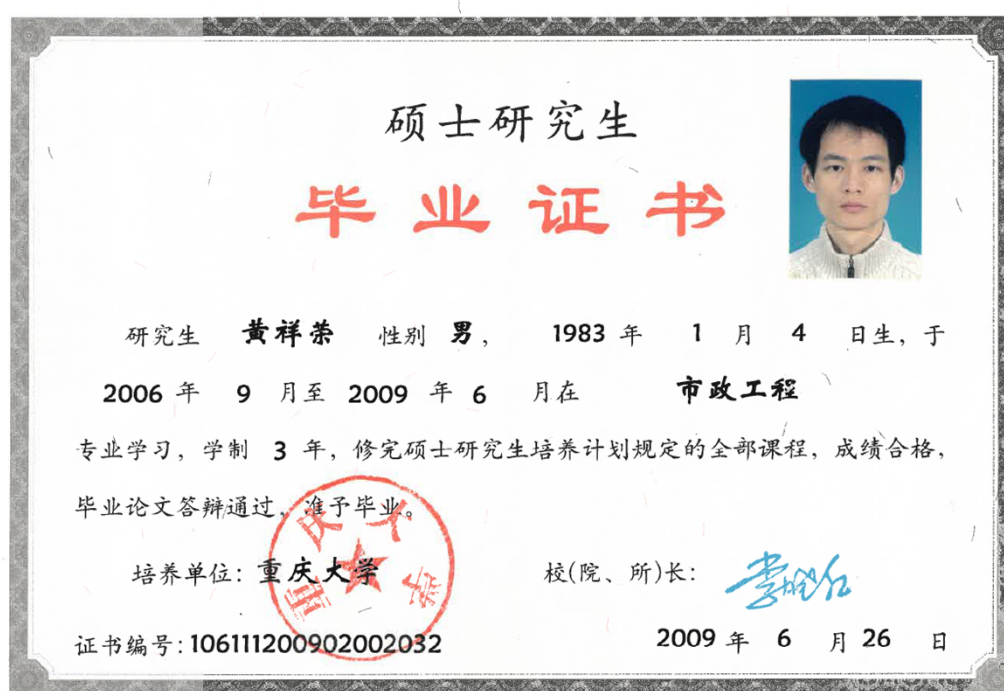 硕士研究生
毕业证书
研究生 黄祥荣 性别 男， 1983 年 1 月 4 日生，于
2006 年 9 月至 2009 年 6 月在 市政工程
专业学习，学制 3 年，修完硕士研究生培养计划规定的全部课程，成绩合格，
毕业论文答辩通过，准予毕业。
重庆大学
培养单位：重庆大学 校(院、所)长：
证书编号：106111200902002032 2009 年 6 月 26 日